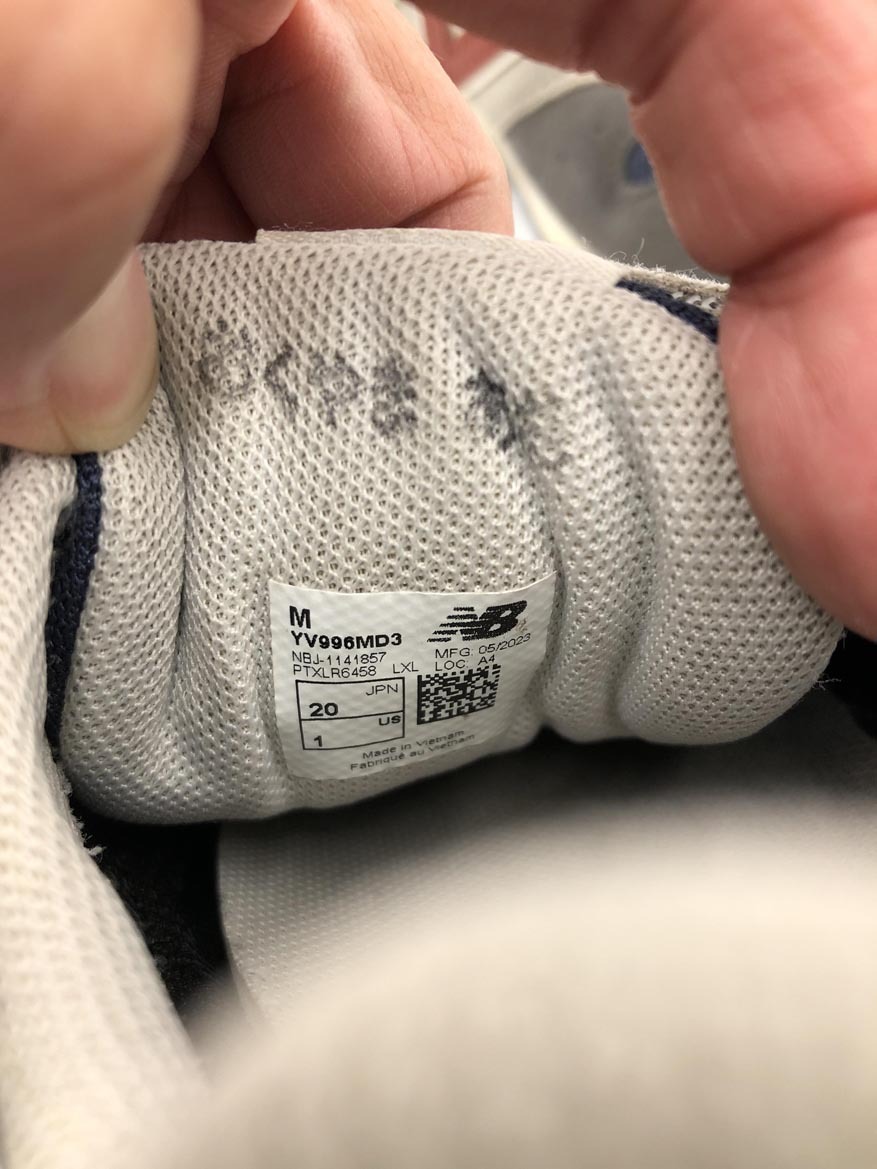 M
YV996MD3
NBJ-1141857
PTXLR6458 LXL
NB
MFG: 05/2023
LOC: A4
JPN
20
US
1
Made in Vietnam
Fabriqué au Vietnam